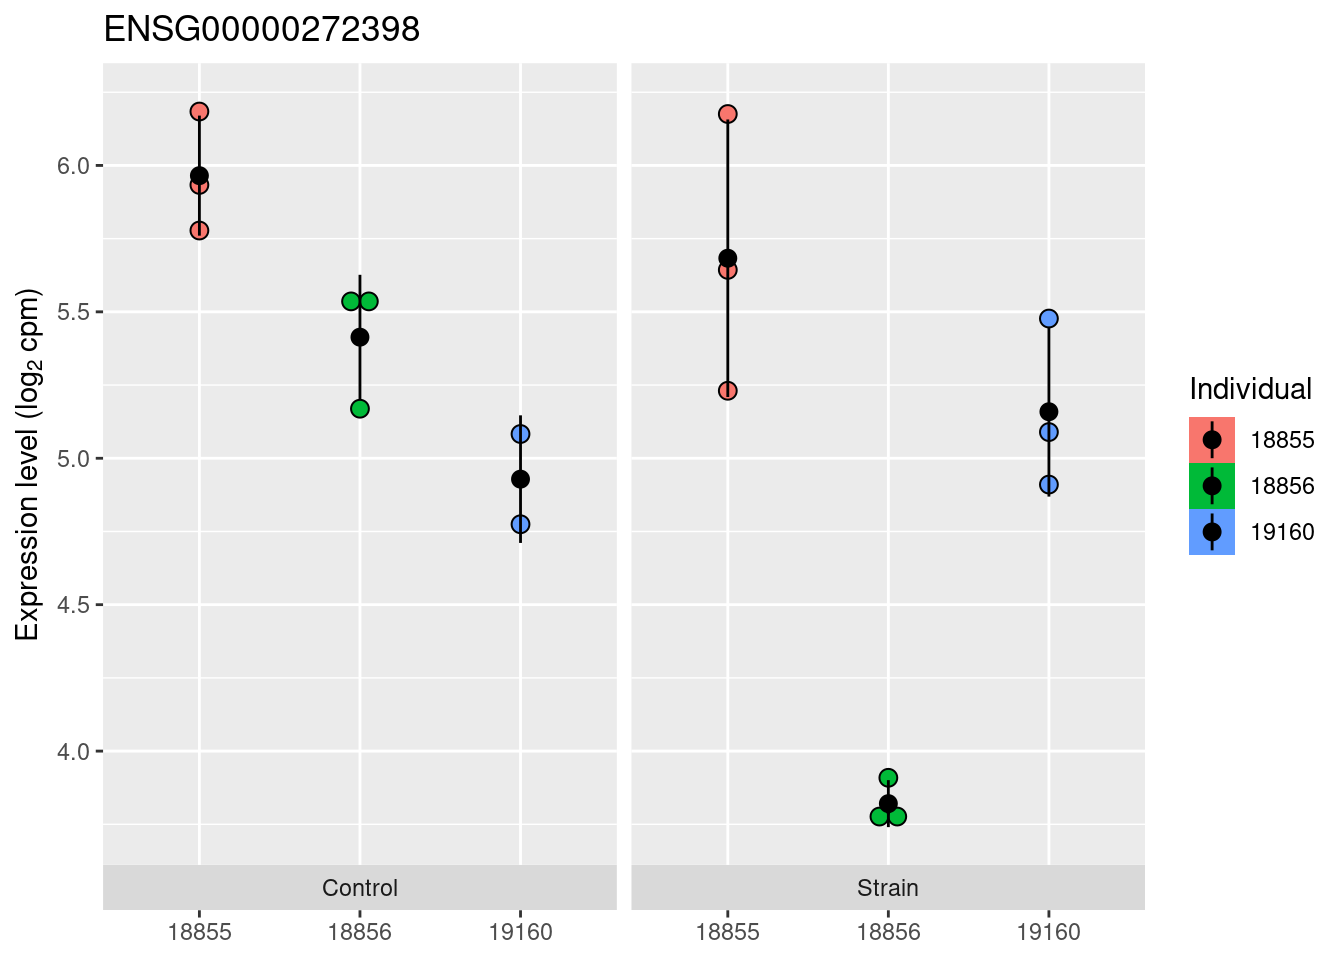 ENSG00000272398
Expression level (log₂ cpm)
6.0
5.5
5.0
4.5
4.0
Control
Strain
18855
18856
19160
18855
18856
19160
Individual
18855
18856
19160